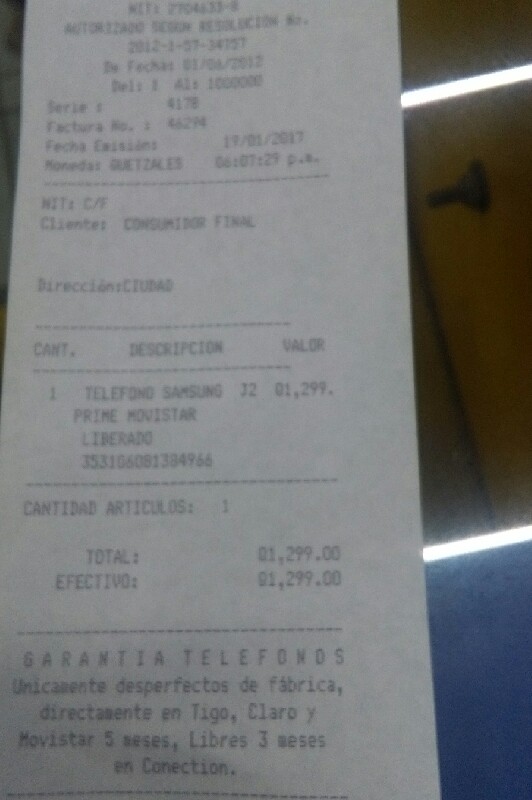 NIT: 2904633-8
AUTORIZADO SEGUN RESOLUCION No.
2012-1-57-34757
De Fecha: 01/06/2012
Del: 1 Al: 1000000
Serie : 417B
Factura No. : 46294
Fecha Emisión: 19/01/2017
Moneda: QUETZALES 06:07:29 p.m.
NIT: C/F
Cliente: CONSUMIDOR FINAL
Dirección:CIUDAD
CANT. DESCRIPCION VALOR
1 TELEFONO SAMSUNG J2 Q1,299.
PRIME MOVISTAR
LIBERADO
353106081384966
CANTIDAD ARTICULOS: 1
TOTAL: Q1,299.00
EFECTIVO: Q1,299.00
GARANTIA TELEFONOS
Unicamente desperfectos de fábrica,
directamente en Tigo, Claro y
Movistar 5 meses, Libres 3 meses
en Conection.